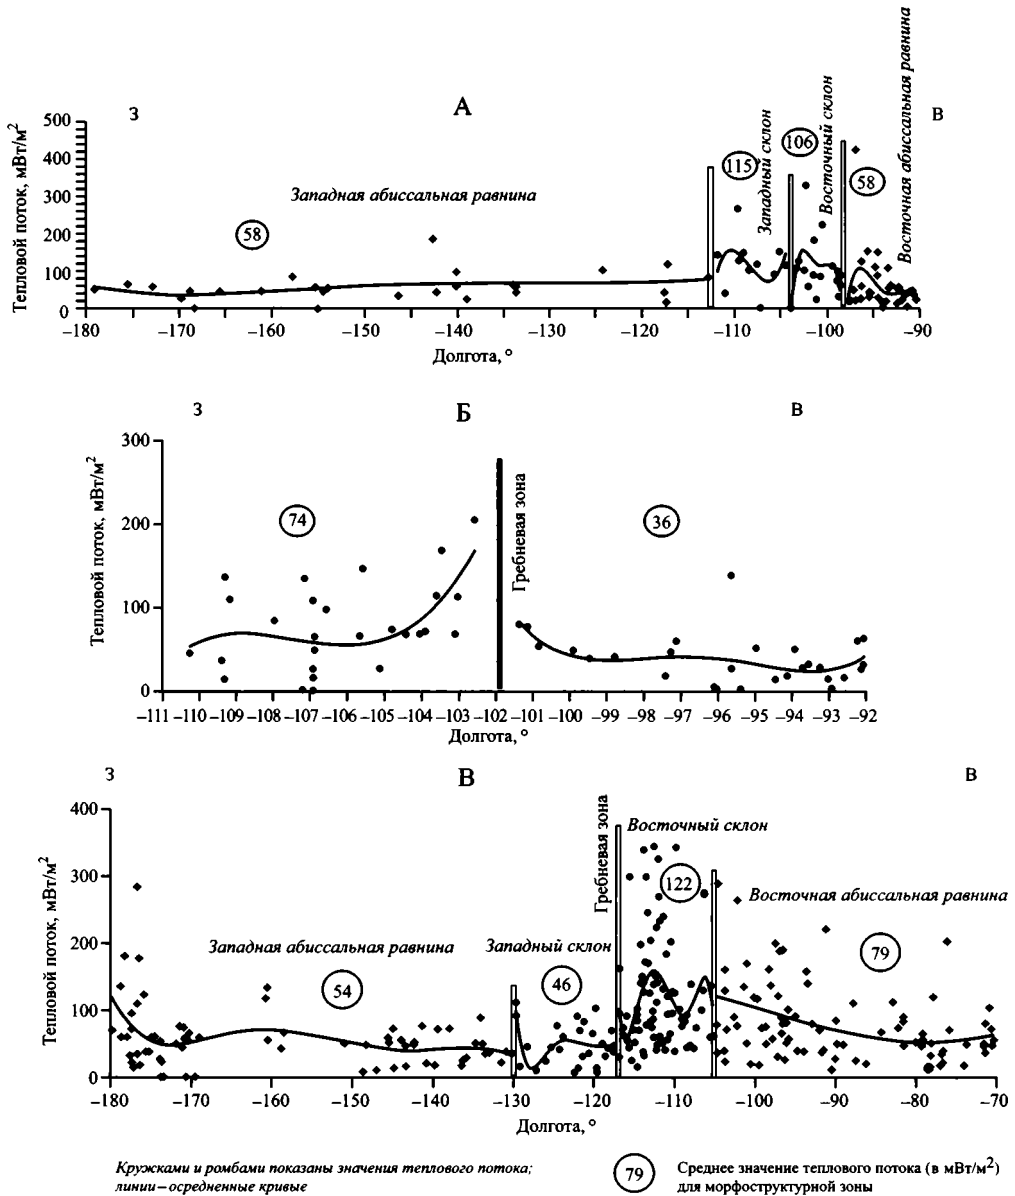 З
А
В
Тепловой поток, мВт/м²
500
400
300
200
100
0
Западная абиссальная равнина
58
115
Западный склон
106
Восточный склон
58
Восточная абиссальная равнина
−180 −170 −160 −150 −140 −130 −120 −110 −100 −90
Долгота, °
З
Б
В
Тепловой поток, мВт/м²
300
200
100
0
74
Гребневая зона
36
−111 −110 −109 −108 −107 −106 −105 −104 −103 −102 −101 −100 −99 −98 −97 −96 −95 −94 −93 −92
Долгота, °
З
В
В
Тепловой поток, мВт/м²
400
300
200
100
0
Западная абиссальная равнина
54
Западный склон
46
Гребневая зона
Восточный склон
122
Восточная абиссальная равнина
79
−180 −170 −160 −150 −140 −130 −120 −110 −100 −90 −80 −70
Долгота, °
Кружками и ромбами показаны значения теплового потока;
линии – осредненные кривые
79
Среднее значение теплового потока (в мВт/м²)
для морфоструктурной зоны